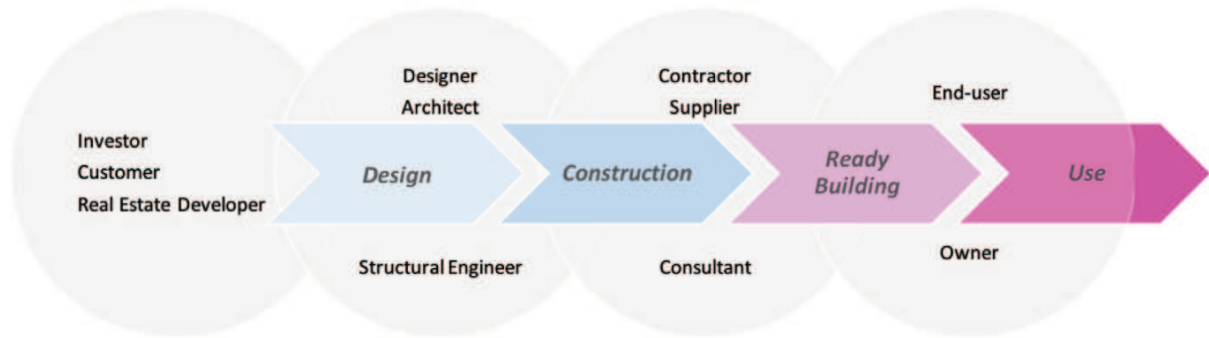 Investor
Customer
Real Estate Developer
Designer
Architect
Design
Structural Engineer
Contractor
Supplier
Construction
Consultant
Ready
Building
End-user
Use
Owner